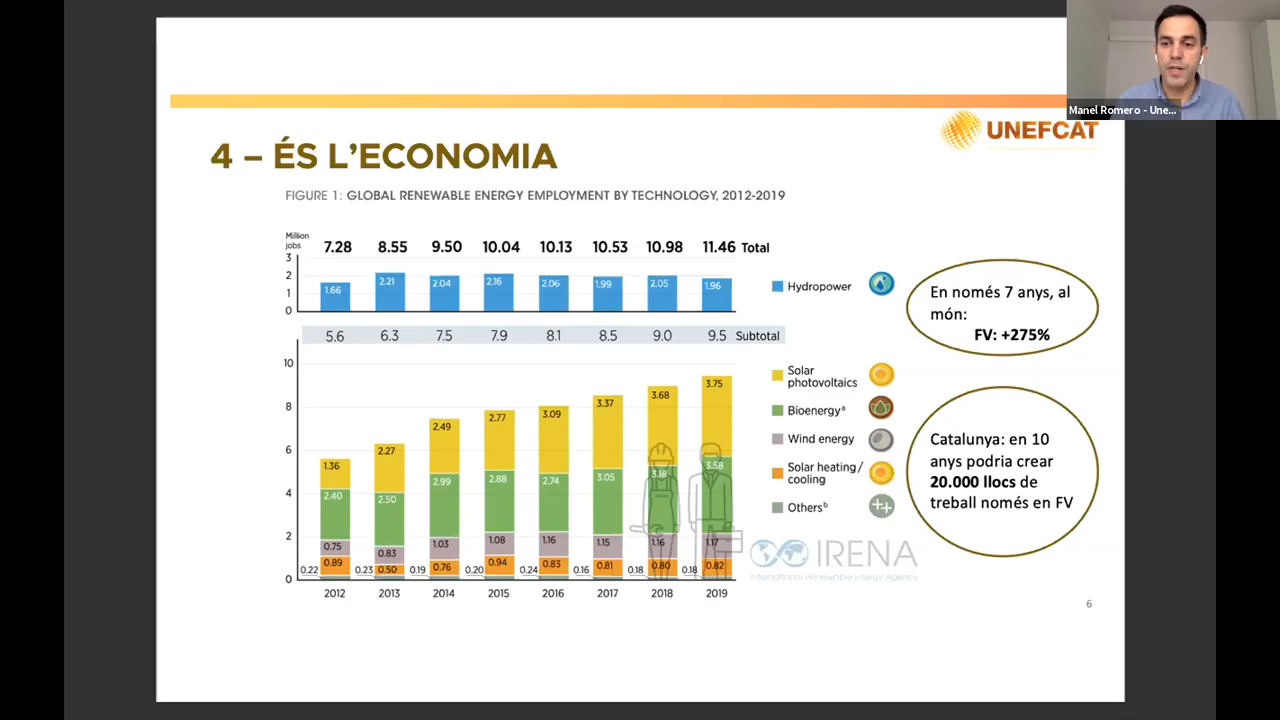 Manel Romero - Une...
UNEFCAT
4 – ÉS L'ECONOMIA
FIGURE 1: GLOBAL RENEWABLE ENERGY EMPLOYMENT BY TECHNOLOGY, 2012-2019
Million
jobs
7.28 8.55 9.50 10.04 10.13 10.53 10.98 11.46 Total
3
2
1
0
1.66 2.21 2.04 2.16 2.06 1.99 2.05 1.96
Hydropower
5.6 6.3 7.5 7.9 8.1 8.5 9.0 9.5 Subtotal
10
8
6
4
2
0
1.36 2.27 2.49 2.77 3.09 3.37 3.68 3.75
2.40 2.50 2.99 2.88 2.74 3.05 3.18 3.58
0.75 0.83 1.03 1.08 1.16 1.15 1.16 1.17
0.89 0.50 0.76 0.94 0.83 0.81 0.80 0.82
0.22 0.23 0.19 0.20 0.24 0.16 0.18 0.18
2012 2013 2014 2015 2016 2017 2018 2019
Solar
photovoltaics
Bioenergyᵃ
Wind energy
Solar heating/
cooling
Othersᵇ
IRENA
International Renewable Energy Agency
En només 7 anys, al
món:
FV: +275%
Catalunya: en 10
anys podria crear
20.000 llocs de
treball només en FV
6